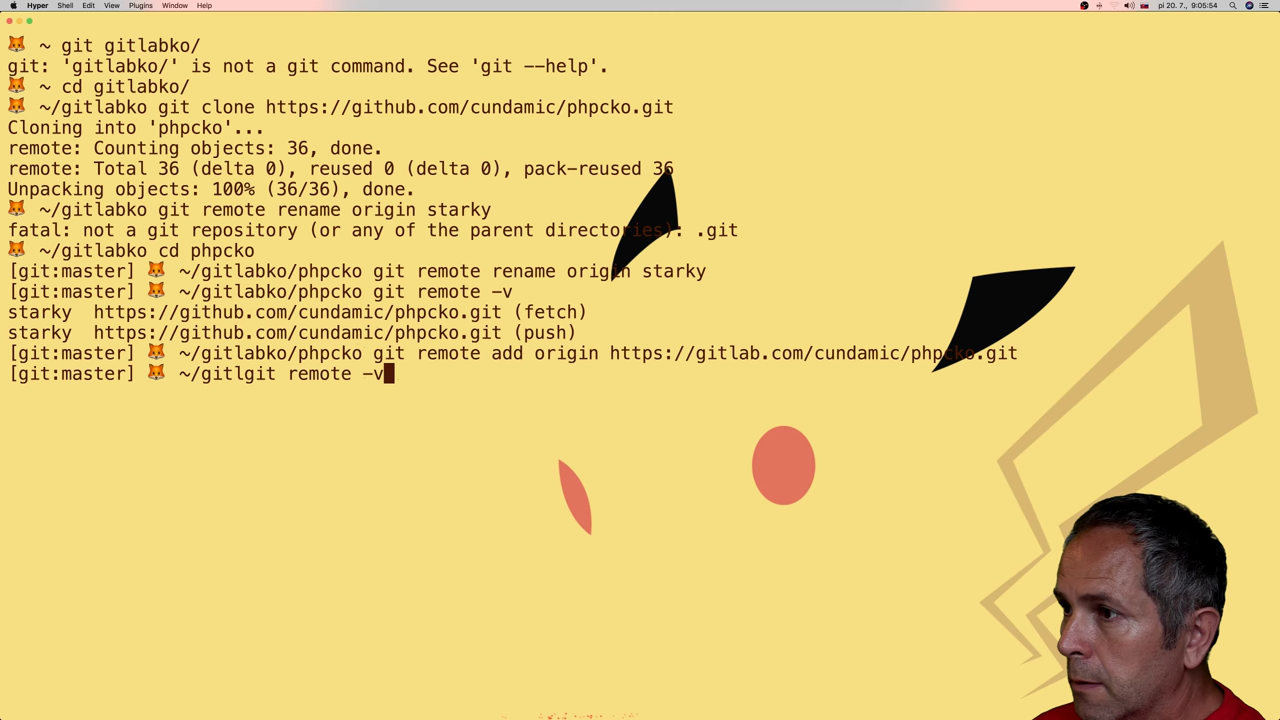 Hyper Shell Edit View Plugins Window Help pi 20. 7., 9:05:54
~ git gitlabko/
git: 'gitlabko/' is not a git command. See 'git --help'.
~ cd gitlabko/
~/gitlabko git clone https://github.com/cundamic/phpcko.git
Cloning into 'phpcko'...
remote: Counting objects: 36, done.
remote: Total 36 (delta 0), reused 0 (delta 0), pack-reused 36
Unpacking objects: 100% (36/36), done.
~/gitlabko git remote rename origin starky
fatal: not a git repository (or any of the parent directories): .git
~/gitlabko cd phpcko
[git:master] ~/gitlabko/phpcko git remote rename origin starky
[git:master] ~/gitlabko/phpcko git remote -v
starky https://github.com/cundamic/phpcko.git (fetch)
starky https://github.com/cundamic/phpcko.git (push)
[git:master] ~/gitlabko/phpcko git remote add origin https://gitlab.com/cundamic/phpcko.git
[git:master] ~/gitlgit remote -v